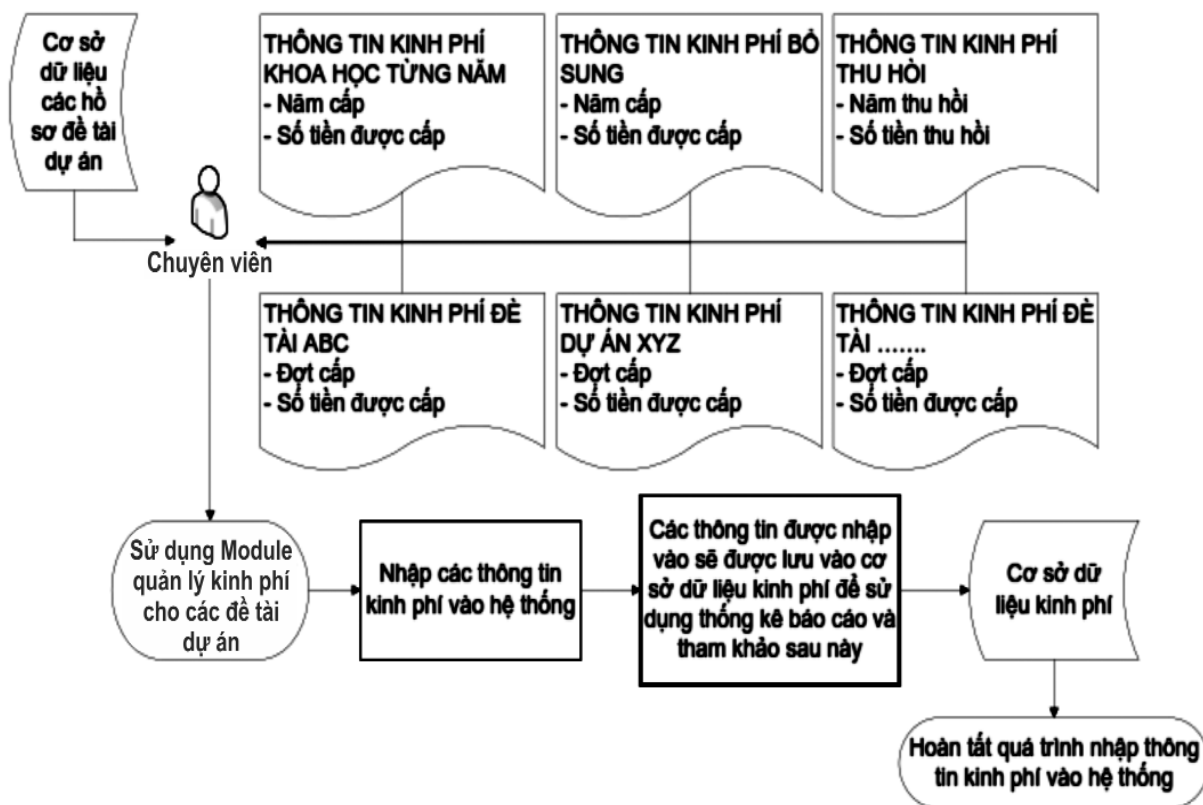 Cơ sở
dữ liệu
các hồ
sơ đề tài
dự án
THÔNG TIN KINH PHÍ
KHOA HỌC TỪNG NĂM
- Năm cấp
- Số tiền được cấp
THÔNG TIN KINH PHÍ BỎ
SUNG
- Năm cấp
- Số tiền được cấp
THÔNG TIN KINH PHÍ
THU HÒI
- Năm thu hồi
- Số tiền thu hồi
Chuyên viên
THÔNG TIN KINH PHÍ ĐÈ
TÀI ABC
- Đợt cấp
- Số tiền được cấp
THÔNG TIN KINH PHÍ
DỰ ÁN XYZ
- Đợt cấp
- Số tiền được cấp
THÔNG TIN KINH PHÍ ĐÈ
TÀI .......
- Đợt cấp
- Số tiền được cấp
Sử dụng Module
quản lý kinh phí
cho các đề tài
dự án
Nhập các thông tin
kinh phí vào hệ thống
Các thông tin được nhập
vào sẽ được lưu vào cơ
sở dữ liệu kinh phí để sử
dụng thống kê báo cáo và
tham khảo sau này
Cơ sở dữ
liệu kinh phí
Hoàn tất quá trình nhập thông
tin kinh phí vào hệ thống